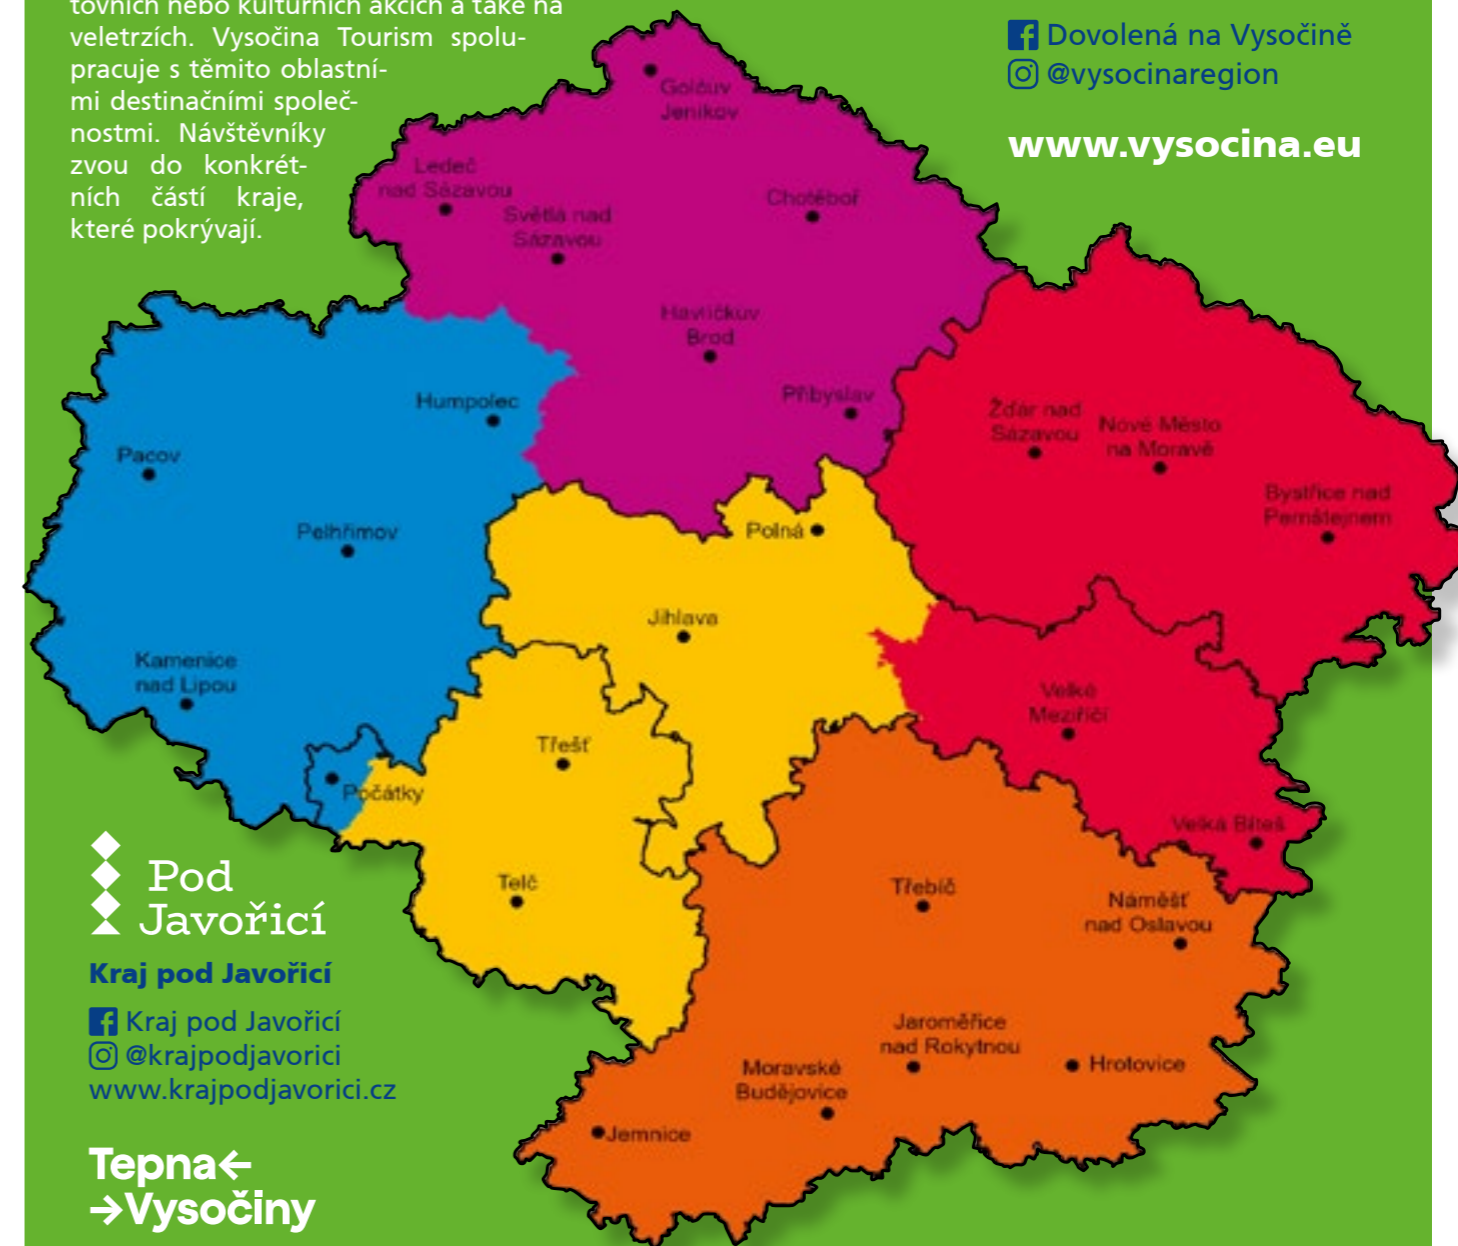 tovních nebo kulturních akcích a také na
veletrzích. Vysočina Tourism spolu-
pracuje s těmito oblastní-
mi destinačními společ-
nostmi. Návštěvníky
zvou do konkrét-
ních částí kraje,
které pokrývají.
Dovolená na Vysočině
@vysocinaregion
www.vysocina.eu
Golčův
Jeníkov
Ledeč
nad Sázavou
Světlá nad
Sázavou
Chotěboř
Havlíčkův
Brod
Přibyslav
Humpolec
Pacov
Pelhřimov
Kamenice
nad Lipou
Počátky
Žďár nad
Sázavou
Nové Město
na Moravě
Bystřice nad
Pernštejnem
Polná
Jihlava
Třešť
Telč
Velké
Meziříčí
Velká Bíteš
Třebíč
Náměšť
nad Oslavou
Jaroměřice
nad Rokytnou
Hrotovice
Moravské
Budějovice
Jemnice
Pod
Javořicí
Kraj pod Javořicí
Kraj pod Javořicí
@krajpodjavorici
www.krajpodjavorici.cz
Tepna←
→Vysočiny